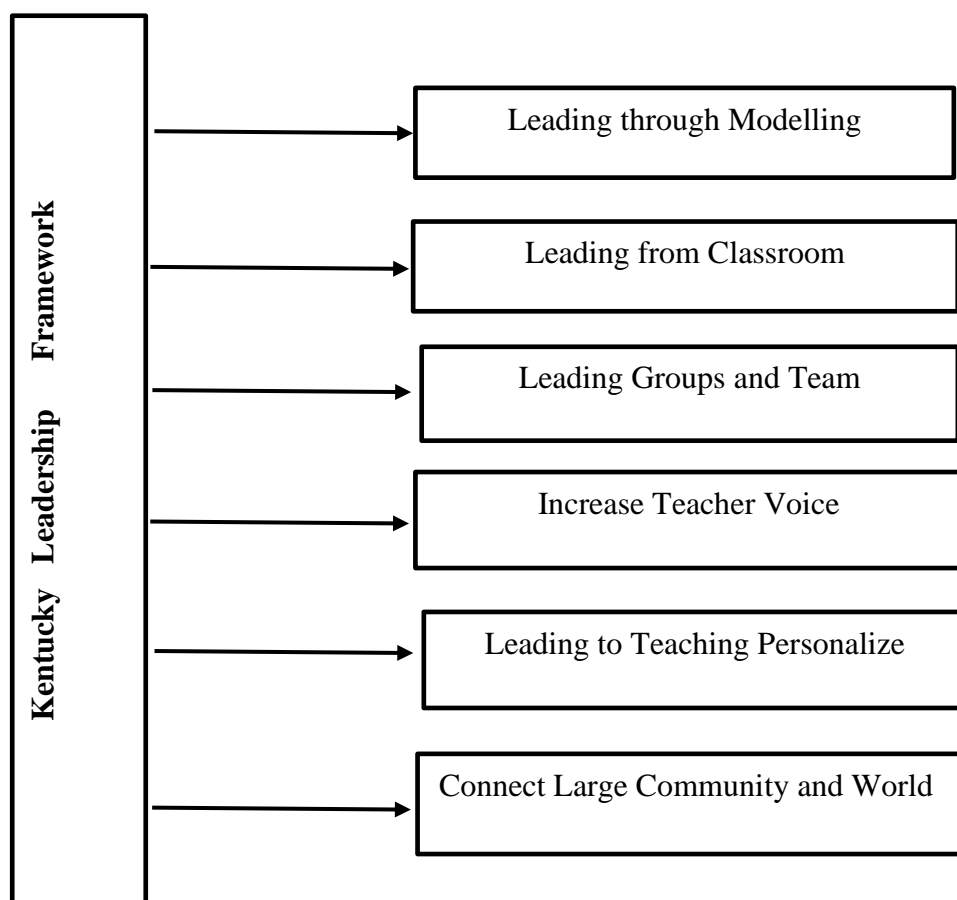 Kentucky Leadership Framework
Leading through Modelling
Leading from Classroom
Leading Groups and Team
Increase Teacher Voice
Leading to Teaching Personalize
Connect Large Community and World